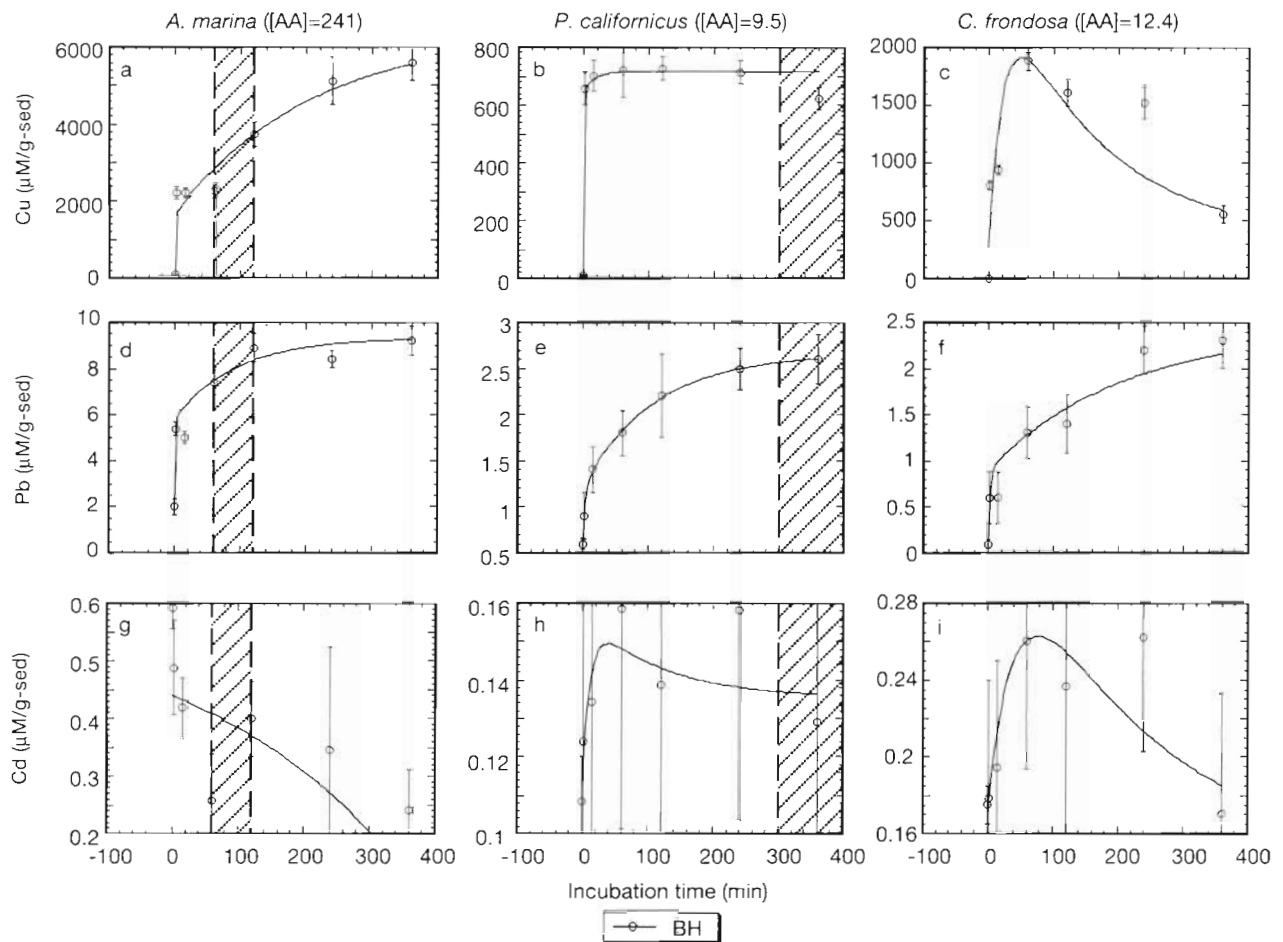 A. marina ([AA]=241)
P. californicus ([AA]=9.5)
C. frondosa ([AA]=12.4)
Cu (µM/g-sed)
6000
4000
2000
0
a
800
700
600
500
400
300
200
100
0
b
2000
1500
1000
500
0
c
Pb (µM/g-sed)
10
8
6
4
2
0
d
3
2.5
2
1.5
1
0.5
e
2.5
2
1.5
1
0.5
0
f
Cd (µM/g-sed)
0.6
0.5
0.4
0.3
0.2
g
0.16
0.14
0.12
0.1
h
0.28
0.24
0.2
0.16
i
-100 0 100 200 300 400
-100 0 100 200 300 400
-100 0 100 200 300 400
Incubation time (min)
BH